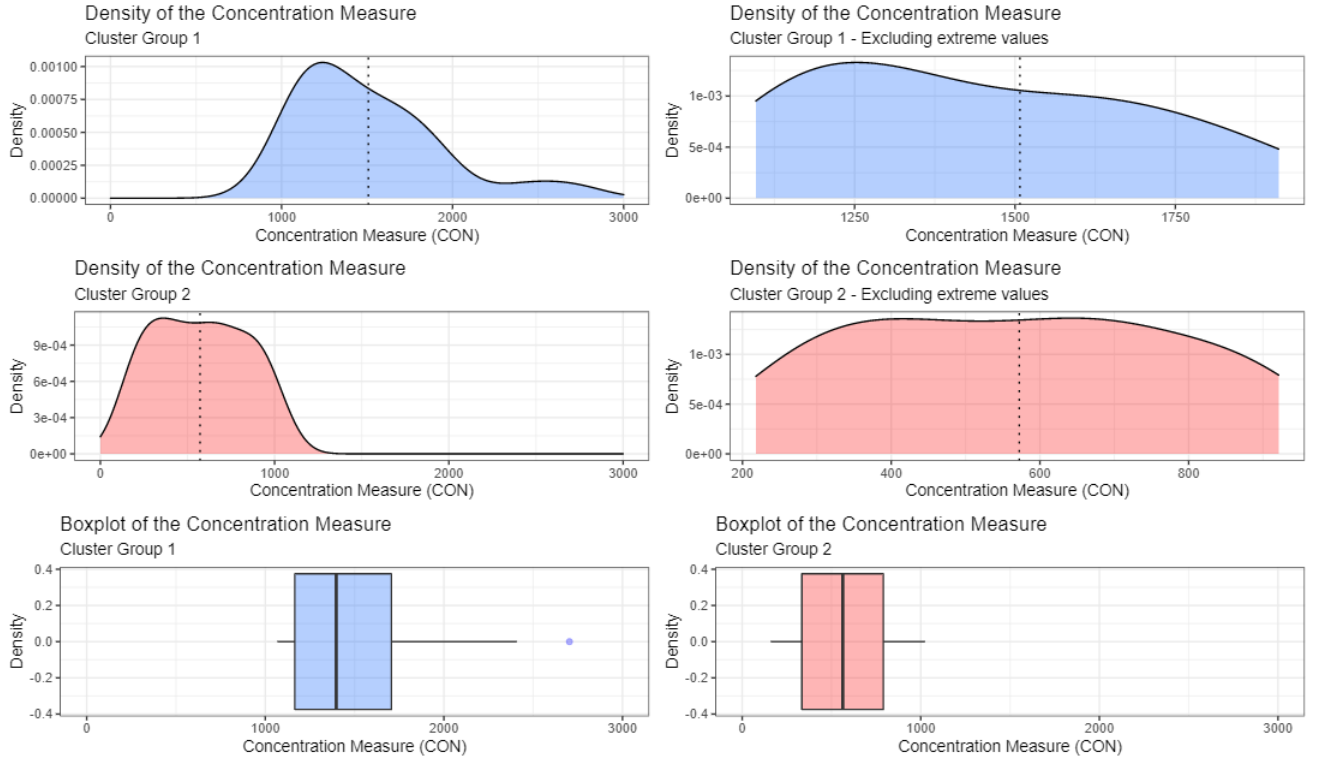 Density of the Concentration Measure
Cluster Group 1
0.00100
0.00075
0.00050
0.00025
0.00000
Density
0 1000 2000 3000
Concentration Measure (CON)
Density of the Concentration Measure
Cluster Group 1 - Excluding extreme values
1e-03
5e-04
0e+00
Density
1250 1500 1750
Concentration Measure (CON)
Density of the Concentration Measure
Cluster Group 2
9e-04
6e-04
3e-04
0e+00
Density
0 1000 2000 3000
Concentration Measure (CON)
Density of the Concentration Measure
Cluster Group 2 - Excluding extreme values
1e-03
5e-04
0e+00
Density
200 400 600 800
Concentration Measure (CON)
Boxplot of the Concentration Measure
Cluster Group 1
0.4
0.2
0.0
-0.2
-0.4
Density
0 1000 2000 3000
Concentration Measure (CON)
Boxplot of the Concentration Measure
Cluster Group 2
0.4
0.2
0.0
-0.2
-0.4
Density
0 1000 2000 3000
Concentration Measure (CON)